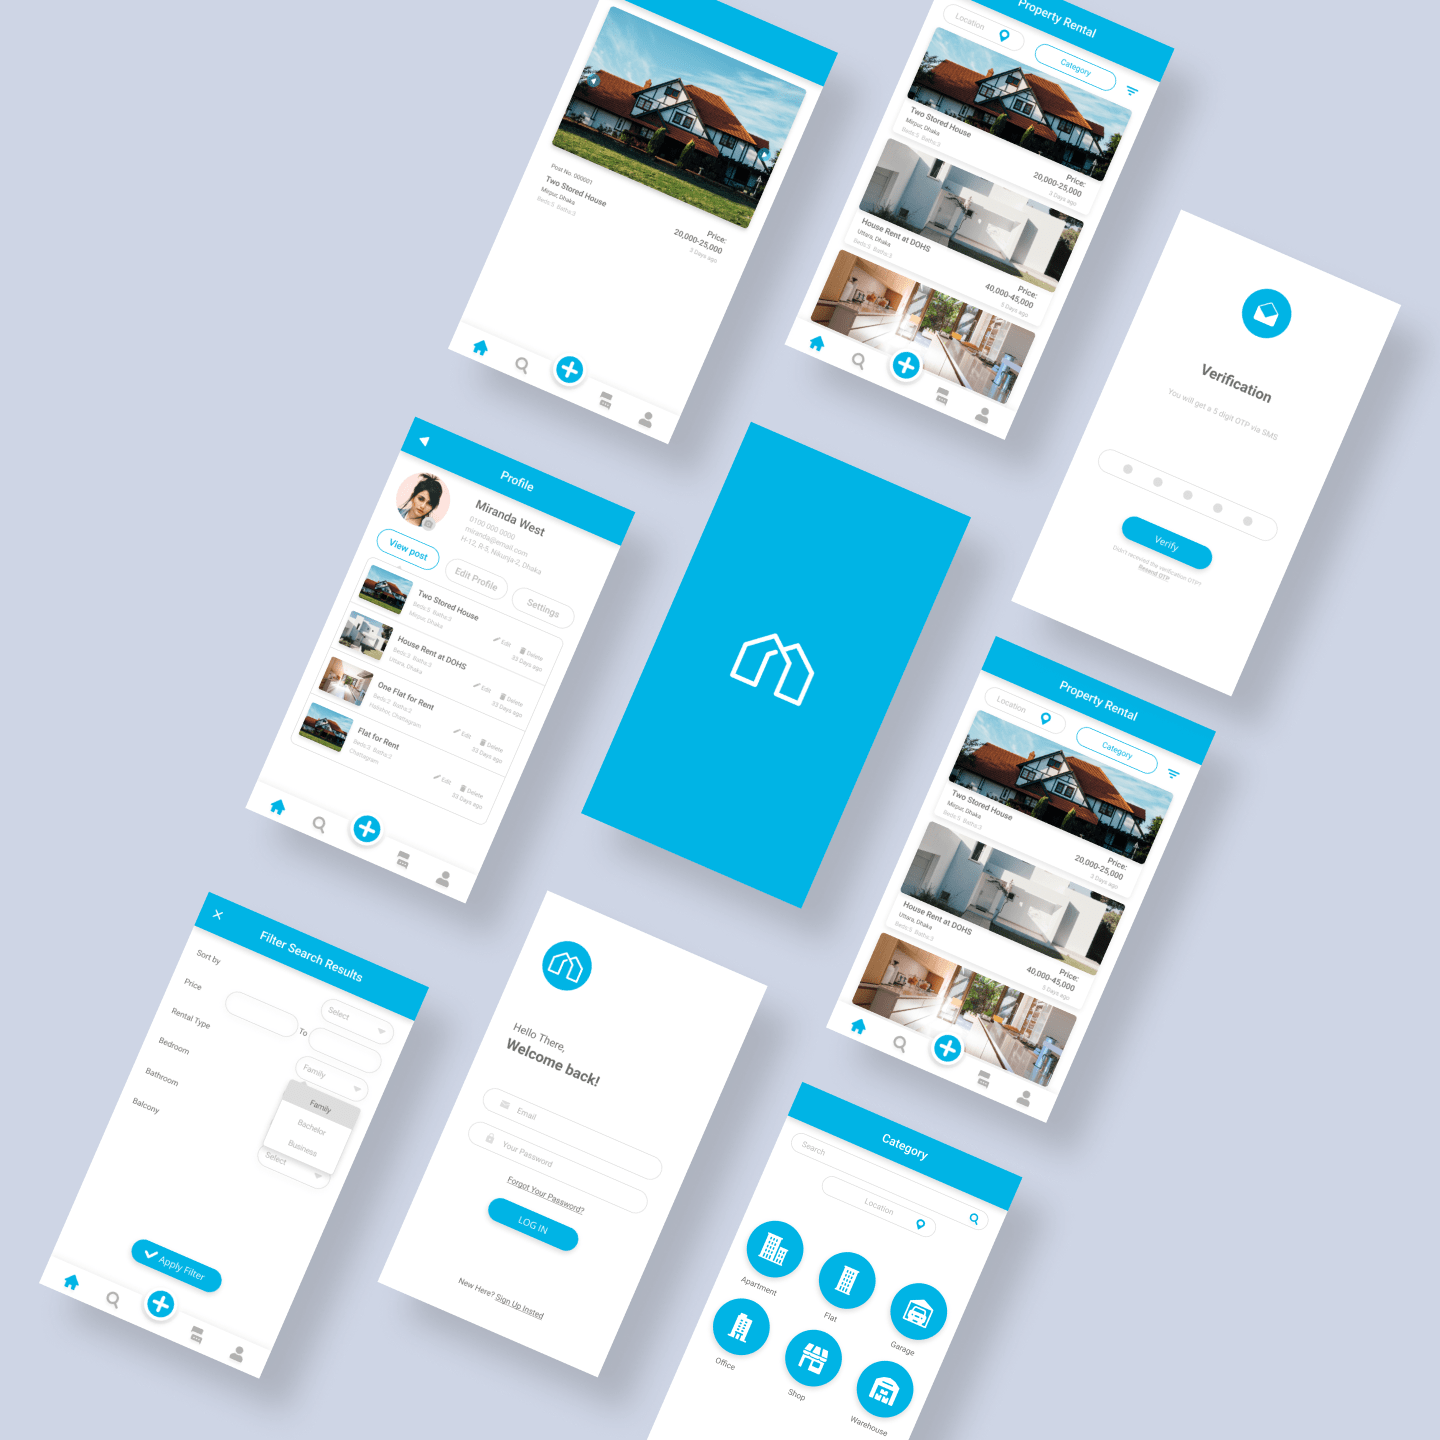 Post No. 000001
Two Stored House
Mirpur, Dhaka
Beds:5 Baths:3
Price:
20,000-25,000
3 Days ago
Property Rental
Location
Category
Two Stored House
Mirpur, Dhaka
Beds:5 Baths:3
Price:
20,000-25,000
3 Days ago
House Rent at DOHS
Uttara, Dhaka
Beds:3 Baths:3
Price:
40,000-45,000
5 Days ago
Verification
You will get a 5 digit OTP via SMS
Verify
Didn't received the verification OTP?
Resend OTP
Profile
Miranda West
0100 000 0000
miranda@email.com
H-12, R-5, Nikunja-2, Dhaka
View post
Edit Profile
Settings
Two Stored House
Beds:5 Baths:3
Mirpur, Dhaka
Edit
Delete
33 Days ago
House Rent at DOHS
Beds:3 Baths:3
Uttara, Dhaka
Edit
Delete
33 Days ago
One Flat for Rent
Beds:2 Baths:2
Halishor, Chattagram
Edit
Delete
33 Days ago
Flat for Rent
Beds:3 Baths:2
Chattagram
Edit
Delete
33 Days ago
Property Rental
Location
Category
Two Stored House
Mirpur, Dhaka
Beds:5 Baths:3
Price:
20,000-25,000
3 Days ago
House Rent at DOHS
Uttara, Dhaka
Beds:3 Baths:3
Price:
40,000-45,000
5 Days ago
Filter Search Results
Sort by
Select
Price
To
Rental Type
Family
Family
Bachelor
Business
Bedroom
Bathroom
Balcony
Select
Apply Filter
Hello There,
Welcome back!
Email
Your Password
Forgot Your Password?
LOG IN
New Here? Sign Up Insted
Category
Search
Location
Apartment
Flat
Garage
Office
Shop
Warehouse